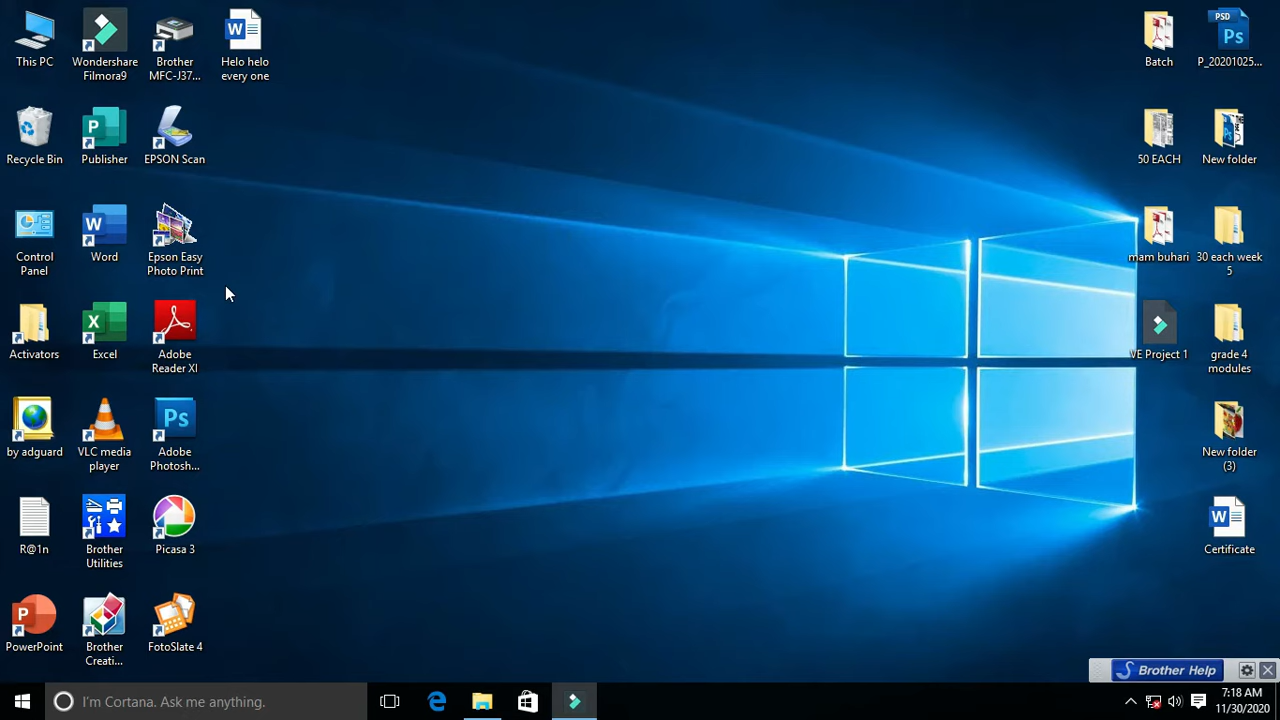 This PC
Wondershare
Filmora9
Brother
MFC-J37...
Helo helo
every one
Batch
PSD
Ps
P_20201025...
Recycle Bin
Publisher
EPSON Scan
50 EACH
New folder
Control
Panel
Word
Epson Easy
Photo Print
mam buhari
30 each week
5
Activators
Excel
Adobe
Reader XI
VE Project 1
grade 4
modules
by adguard
VLC media
player
Ps
Adobe
Photosh...
New folder
(3)
R@1n
Brother
Utilities
Picasa 3
Certificate
PowerPoint
Brother
Creati...
FotoSlate 4
Brother Help
I'm Cortana. Ask me anything.
7:18 AM
11/30/2020